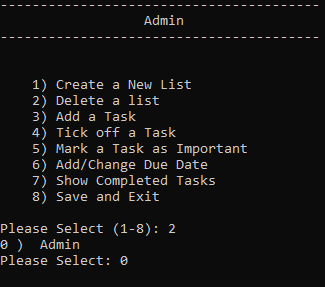 ----------------------------------------
Admin
----------------------------------------
1) Create a New List
2) Delete a list
3) Add a Task
4) Tick off a Task
5) Mark a Task as Important
6) Add/Change Due Date
7) Show Completed Tasks
8) Save and Exit
Please Select (1-8): 2
0 )  Admin
Please Select: 0